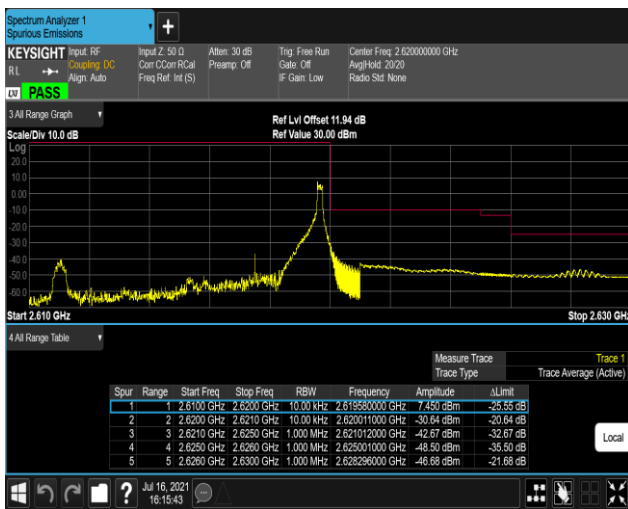 Spectrum Analyzer 1
Spurious Emissions
KEYSIGHT Input: RF Input Z: 50 Ω Atten: 30 dB Trig: Free Run Center Freq: 2.620000000 GHz
R L Coupling: DC Corr CCorr RCal Preamp: Off Gate: Off Avg|Hold: 20/20
Align: Auto Freq Ref: Int (S) IF Gain: Low Radio Std: None
LXI PASS
3 All Range Graph
Ref Lvl Offset 11.94 dB
Scale/Div 10.0 dB Ref Value 30.00 dBm
Log
20.0
10.0
0.00
-10.0
-20.0
-30.0
-40.0
-50.0
-60.0
Start 2.610 GHz Stop 2.630 GHz
4 All Range Table
Measure Trace Trace 1
Trace Type Trace Average (Active)
Spur Range Start Freq Stop Freq RBW Frequency Amplitude ΔLimit
1 1 2.6100 GHz 2.6200 GHz 10.00 kHz 2.619580000 GHz 7.450 dBm -25.55 dB
2 2 2.6200 GHz 2.6210 GHz 10.00 kHz 2.620011000 GHz -30.64 dBm -20.64 dB
3 3 2.6210 GHz 2.6250 GHz 1.000 MHz 2.621012000 GHz -42.67 dBm -32.67 dB
4 4 2.6250 GHz 2.6260 GHz 1.000 MHz 2.625001000 GHz -48.50 dBm -35.50 dB
5 5 2.6260 GHz 2.6300 GHz 1.000 MHz 2.628296000 GHz -46.68 dBm -21.68 dB
Local
Jul 16, 2021
16:15:43